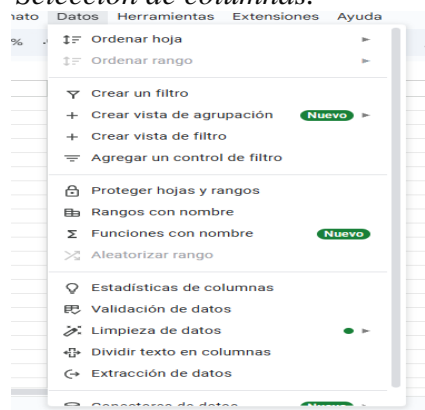 Selección de columnas.
nato Datos Herramientas Extensiones Ayuda
%
Ordenar hoja
Ordenar rango
Crear un filtro
+ Crear vista de agrupación Nuevo
+ Crear vista de filtro
Agregar un control de filtro
Proteger hojas y rangos
Rangos con nombre
Σ Funciones con nombre Nuevo
Aleatorizar rango
Estadísticas de columnas
Validación de datos
Limpieza de datos
Dividir texto en columnas
Extracción de datos